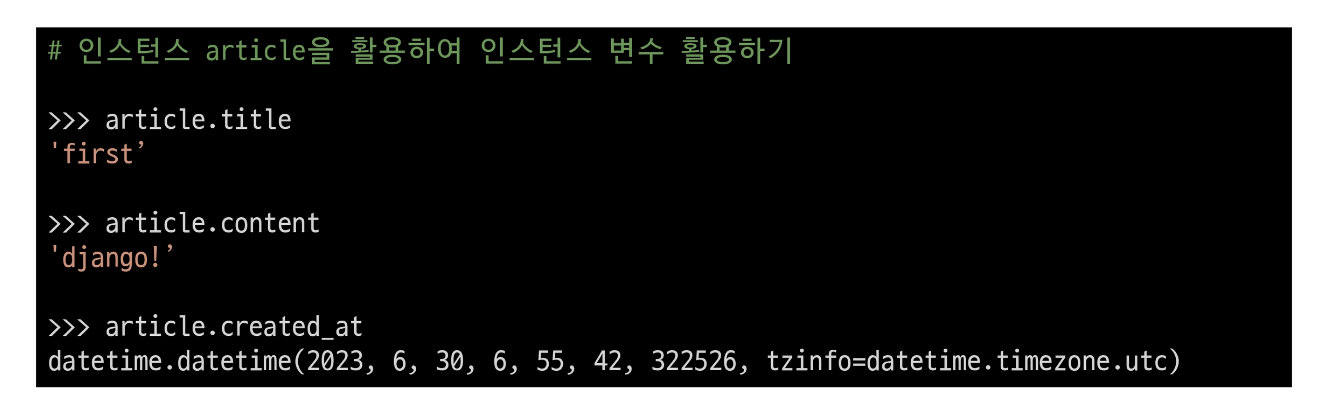 # 인스턴스 article을 활용하여 인스턴스 변수 활용하기
>>> article.title
'first’
>>> article.content
'django!’
>>> article.created_at
datetime.datetime(2023, 6, 30, 6, 55, 42, 322526, tzinfo=datetime.timezone.utc)